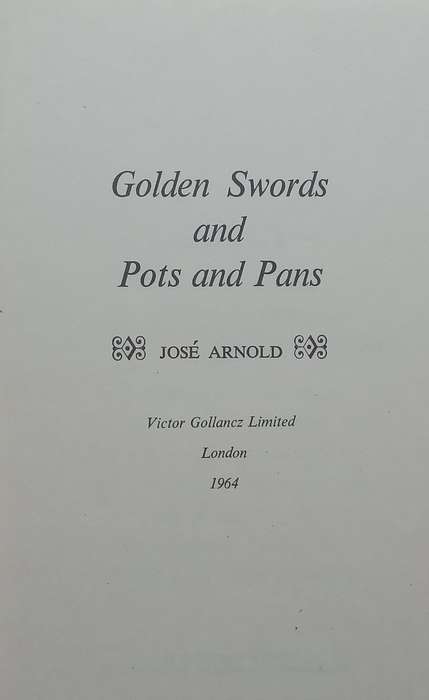 Golden Swords
and
Pots and Pans
JOSÉ ARNOLD
Victor Gollancz Limited
London
1964